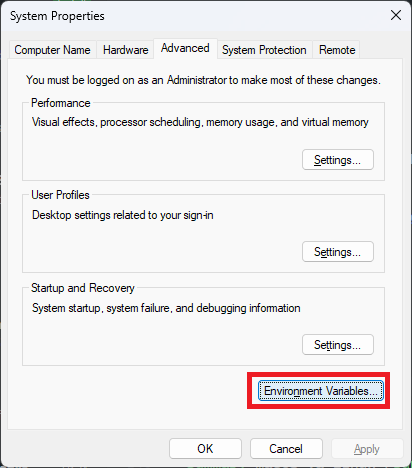 System Properties
Computer Name Hardware Advanced System Protection Remote
You must be logged on as an Administrator to make most of these changes.
Performance
Visual effects, processor scheduling, memory usage, and virtual memory
Settings...
User Profiles
Desktop settings related to your sign-in
Settings...
Startup and Recovery
System startup, system failure, and debugging information
Settings...
Environment Variables...
OK Cancel Apply